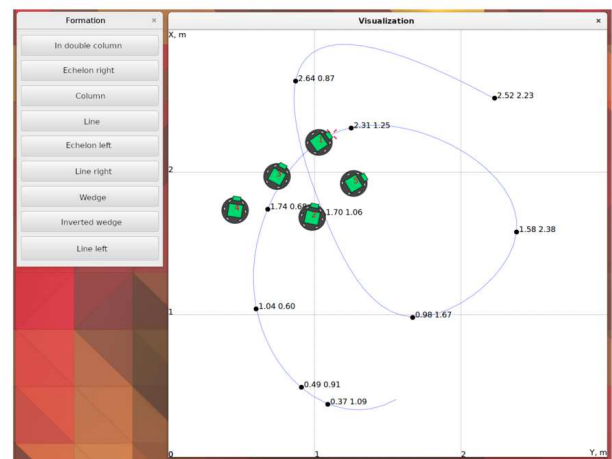 Formation ×
In double column
Echelon right
Column
Line
Echelon left
Line right
Wedge
Inverted wedge
Line left
Visualization ×
X, m
2.64 0.87
2.52 2.23
2.31 1.25
2
1.74 0.68
1.70 1.06
1.58 2.38
1.04 0.60
1
0.98 1.67
0.49 0.91
0.37 1.09
0
1
2
Y, m